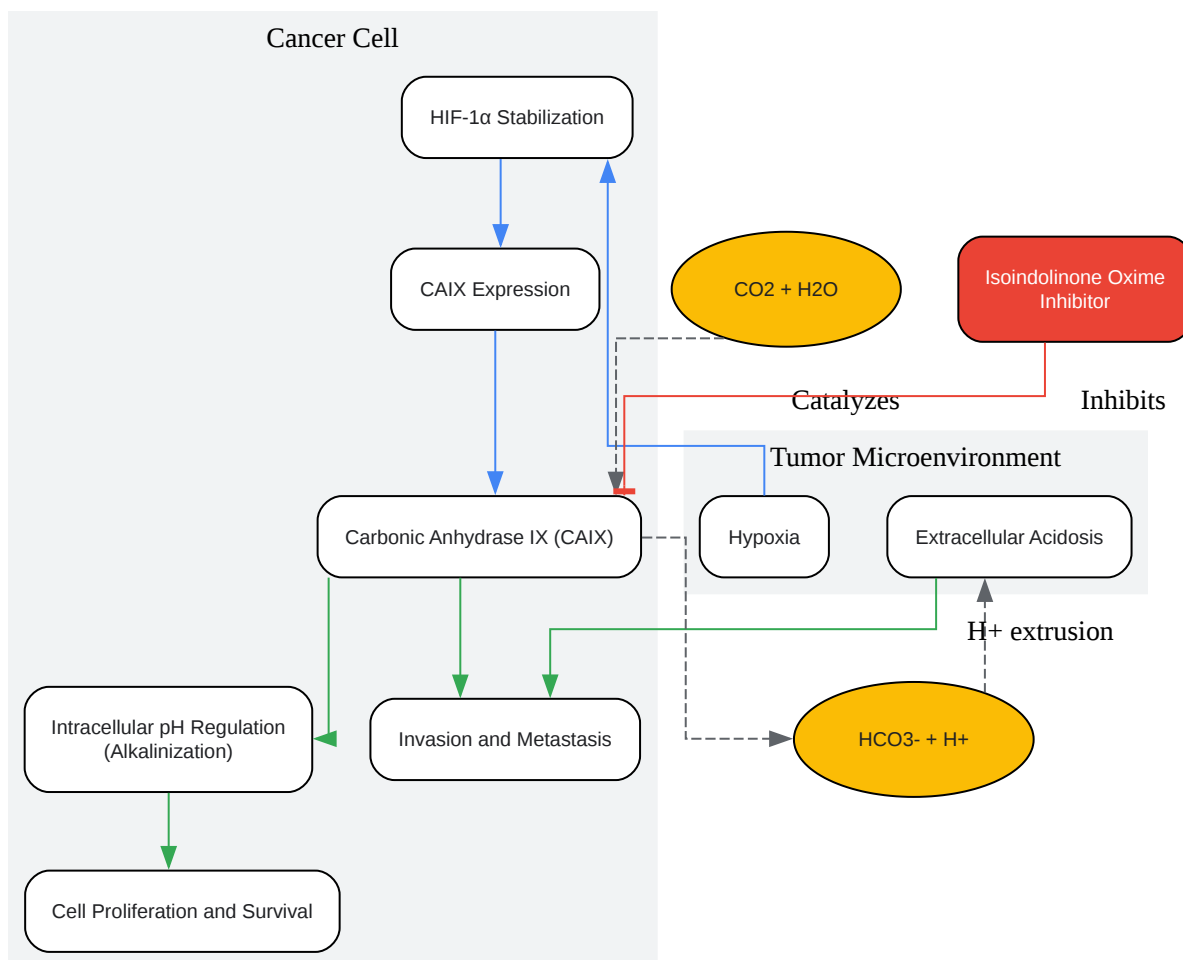 Cancer Cell
HIF-1α Stabilization
CAIX Expression
CO2 + H2O
Isoindolinone Oxime
Inhibitor
Catalyzes
Inhibits
Tumor Microenvironment
Carbonic Anhydrase IX (CAIX)
Hypoxia
Extracellular Acidosis
H+ extrusion
Intracellular pH Regulation
(Alkalinization)
Invasion and Metastasis
HCO3- + H+
Cell Proliferation and Survival